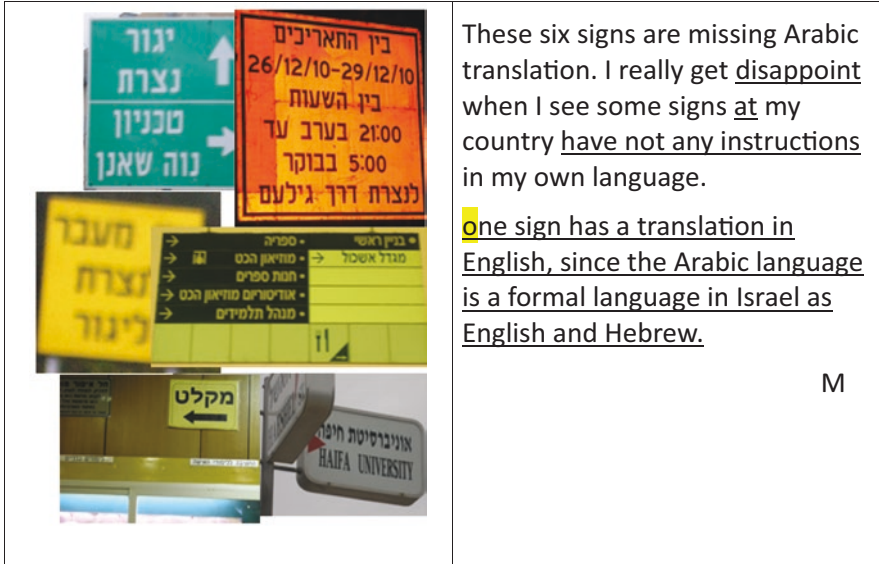 יגור
נצרת
טכניון
נוה שאנן
בין התאריכים
26/12/10-29/12/10
בין השעות
21:00 בערב עד
5:00 בבוקר
לנצרת דרך גילעם
מעבר
נצרת
ליגור
• ספריה
• מוזיאון הכט
• חנות ספרים
• אודיטוריום מוזיאון הכט
• מנהל תלמידים
• בניין ראשי
מגדל אשכול
מקלט
אוניברסיטת חיפה
HAIFA UNIVERSITY
These six signs are missing Arabic
translation. I really get disappoint
when I see some signs at my
country have not any instructions
in my own language.
one sign has a translation in
English, since the Arabic language
is a formal language in Israel as
English and Hebrew.
M